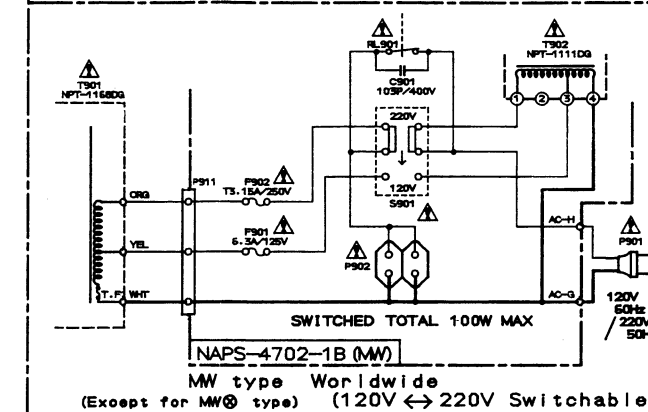 RL901
C901
103P/400V
T902
NPT-1111DG
1 2 3 4
T901
NPT-1168DG
220V
120V
S901
P911
F902
T3.15A/250V
F901
6.3A/125V
ORG
YEL
T.F
WHT
P902
AC-H
AC-G
P901
120V
60Hz
/ 220V
50H
SWITCHED TOTAL 100W MAX
NAPS-4702-1B (MW)
MW type Worldwide
(Except for MW⊗ type) (120V ↔ 220V Switchable